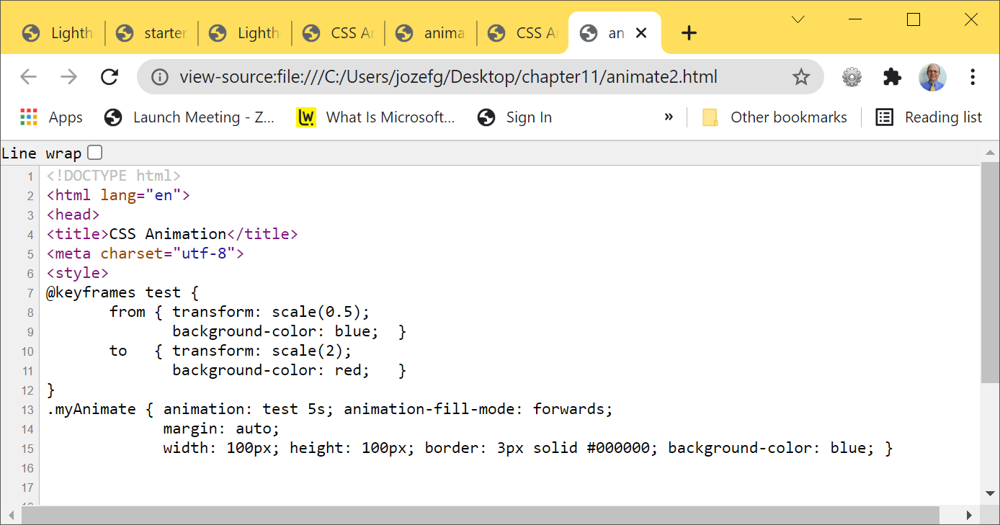 Lighth starter Lighth CSS An anima CSS An an
view-source:file:///C:/Users/jozefg/Desktop/chapter11/animate2.html
Apps Launch Meeting - Z... What Is Microsoft... Sign In » Other bookmarks Reading list
Line wrap
1 <!DOCTYPE html>
2 <html lang="en">
3 <head>
4 <title>CSS Animation</title>
5 <meta charset="utf-8">
6 <style>
7 @keyframes test {
8        from { transform: scale(0.5);
9               background-color: blue;  }
10        to   { transform: scale(2);
11               background-color: red;   }
12 }
13 .myAnimate { animation: test 5s; animation-fill-mode: forwards;
14              margin: auto;
15              width: 100px; height: 100px; border: 3px solid #000000; background-color: blue; }
16
17